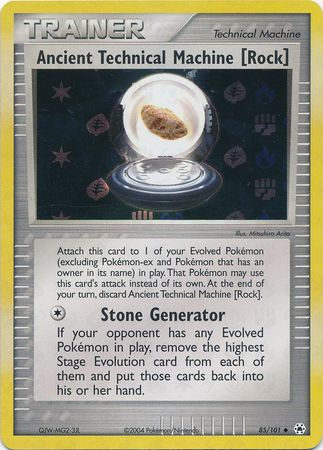 TRAINER
Technical Machine
Ancient Technical Machine [Rock]
Illus. Mitsuhiro Arita
Attach this card to 1 of your Evolved Pokémon
(excluding Pokémon-ex and Pokémon that has an
owner in its name) in play. That Pokémon may use
this card's attack instead of its own. At the end of
your turn, discard Ancient Technical Machine [Rock].
Stone Generator
If your opponent has any Evolved
Pokémon in play, remove the highest
Stage Evolution card from each of
them and put those cards back into
his or her hand.
QJW-MG2-3JL
©2004 Pokémon/Nintendo
85/101